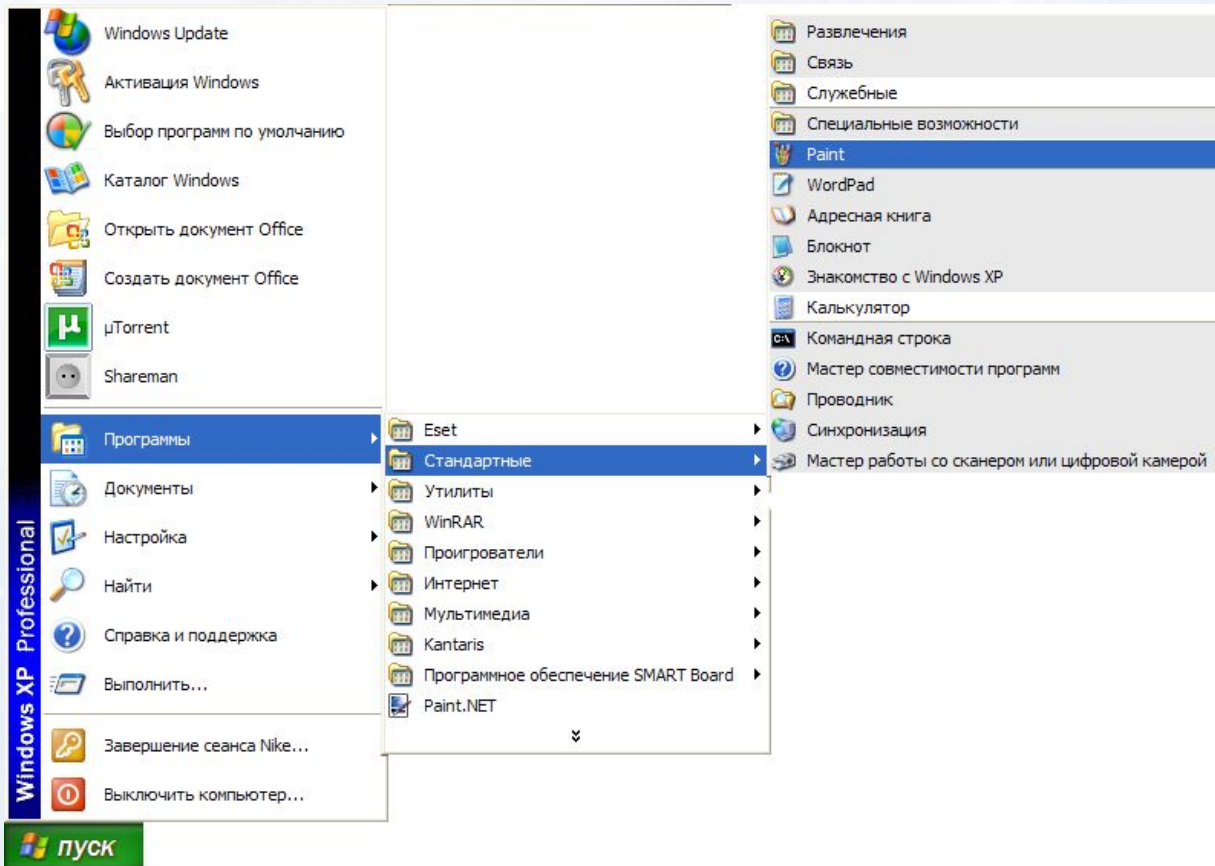 Windows Update
Активация Windows
Выбор программ по умолчанию
Каталог Windows
Открыть документ Office
Создать документ Office
µTorrent
Shareman
Программы
Документы
Настройка
Найти
Справка и поддержка
Выполнить...
Завершение сеанса Nike...
Выключить компьютер...
Windows XP Professional
пуск
Eset
Стандартные
Утилиты
WinRAR
Проигрователи
Интернет
Мультимедиа
Kantaris
Программное обеспечение SMART Board
Paint.NET
Развлечения
Связь
Служебные
Специальные возможности
Paint
WordPad
Адресная книга
Блокнот
Знакомство с Windows XP
Калькулятор
C:\
Командная строка
Мастер совместимости программ
Проводник
Синхронизация
Мастер работы со сканером или цифровой камерой